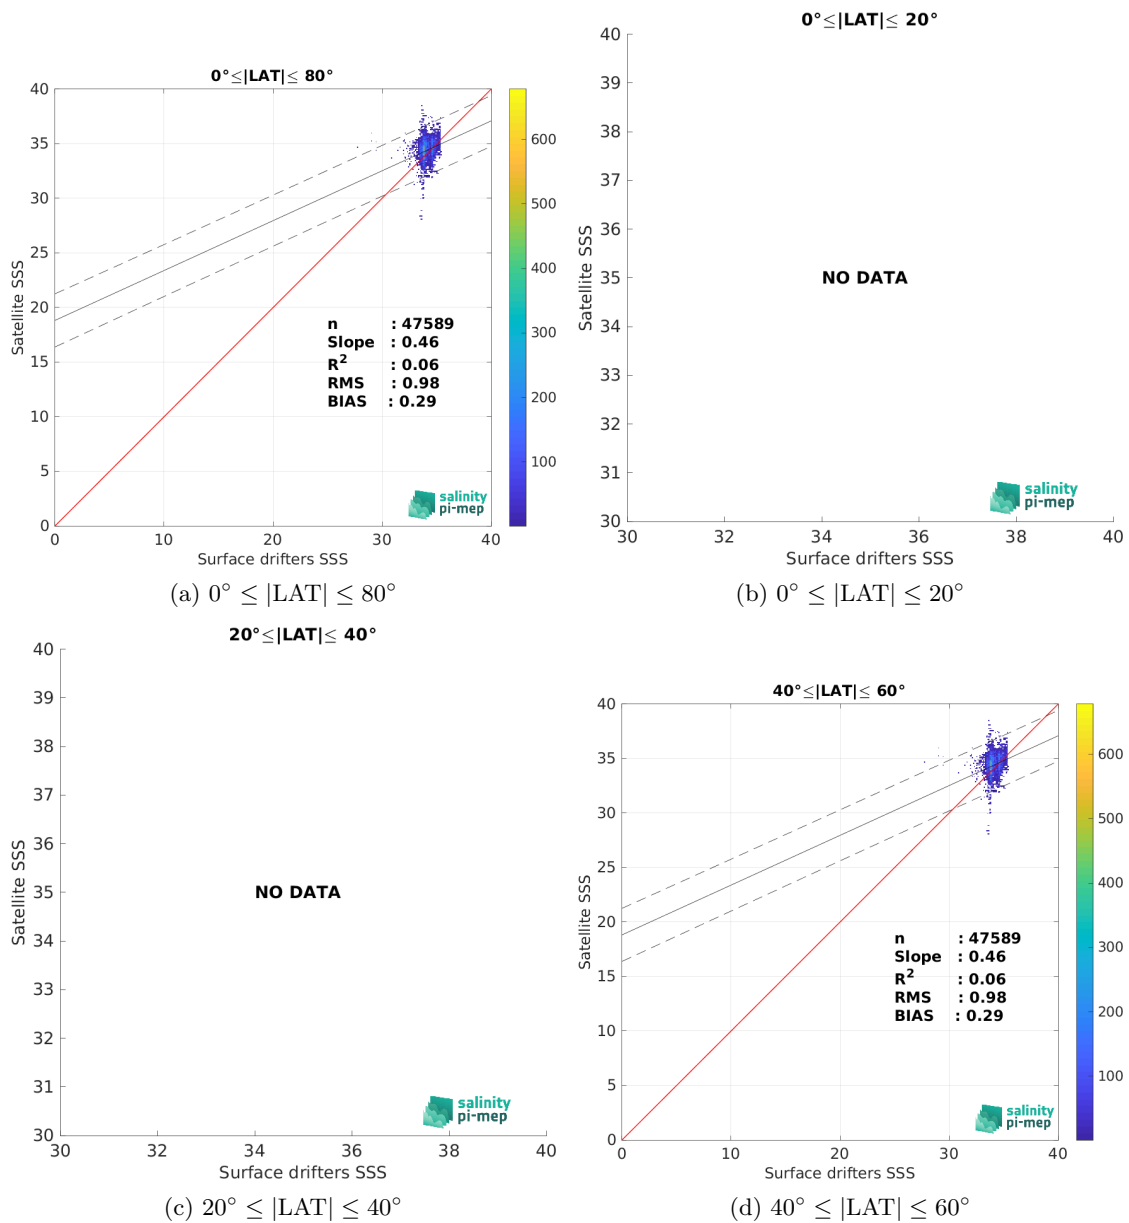 0°≤|LAT|≤ 80°
40
35
30
25
20
15
10
5
0
Satellite SSS
n : 47589
Slope : 0.46
R² : 0.06
RMS : 0.98
BIAS : 0.29
salinity
pi-mep
0 10 20 30 40
Surface drifters SSS
600
500
400
300
200
100
(a) 0° ≤ |LAT| ≤ 80°
0°≤|LAT|≤ 20°
40
39
38
37
36
35
34
33
32
31
30
Satellite SSS
NO DATA
salinity
pi-mep
30 32 34 36 38 40
Surface drifters SSS
(b) 0° ≤ |LAT| ≤ 20°
20°≤|LAT|≤ 40°
40
39
38
37
36
35
34
33
32
31
30
Satellite SSS
NO DATA
salinity
pi-mep
30 32 34 36 38 40
Surface drifters SSS
(c) 20° ≤ |LAT| ≤ 40°
40°≤|LAT|≤ 60°
40
35
30
25
20
15
10
5
0
Satellite SSS
n : 47589
Slope : 0.46
R² : 0.06
RMS : 0.98
BIAS : 0.29
salinity
pi-mep
0 10 20 30 40
Surface drifters SSS
600
500
400
300
200
100
(d) 40° ≤ |LAT| ≤ 60°